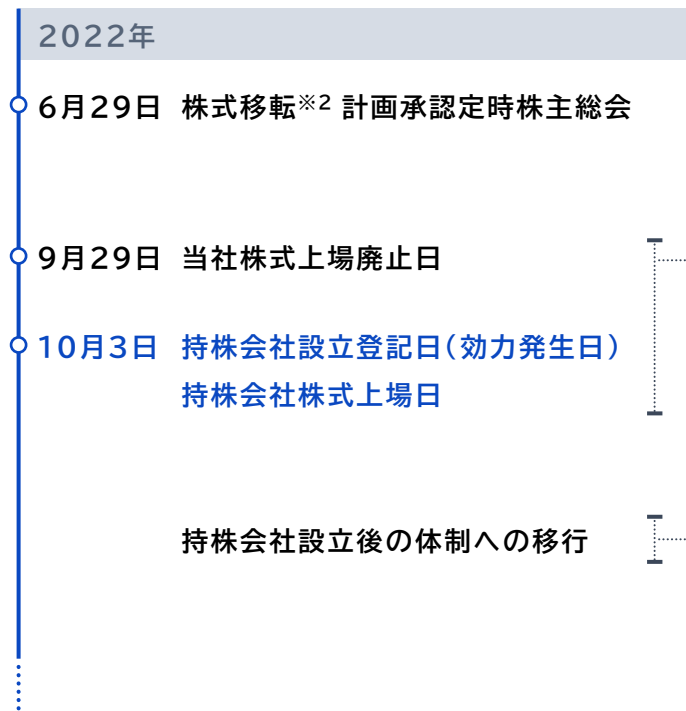 2022年
6月29日 株式移転※2 計画承認定時株主総会
9月29日 当社株式上場廃止日
10月3日 持株会社設立登記日（効力発生日）
持株会社株式上場日
持株会社設立後の体制への移行